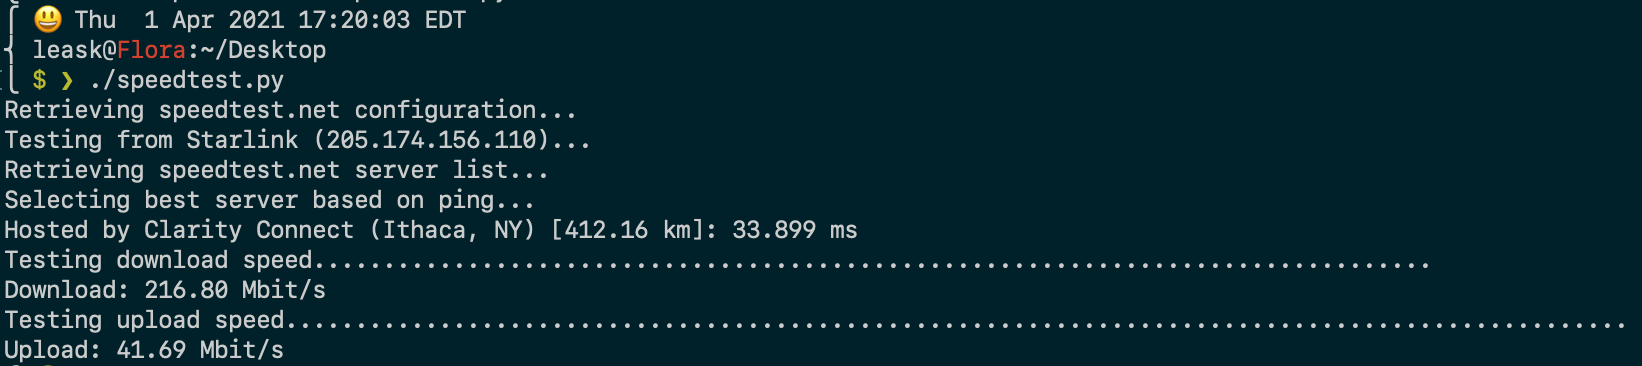 😃 Thu  1 Apr 2021 17:20:03 EDT
leask@Flora:~/Desktop
$ ❯ ./speedtest.py
Retrieving speedtest.net configuration...
Testing from Starlink (205.174.156.110)...
Retrieving speedtest.net server list...
Selecting best server based on ping...
Hosted by Clarity Connect (Ithaca, NY) [412.16 km]: 33.899 ms
Testing download speed................................................................................
Download: 216.80 Mbit/s
Testing upload speed................................................................................................
Upload: 41.69 Mbit/s